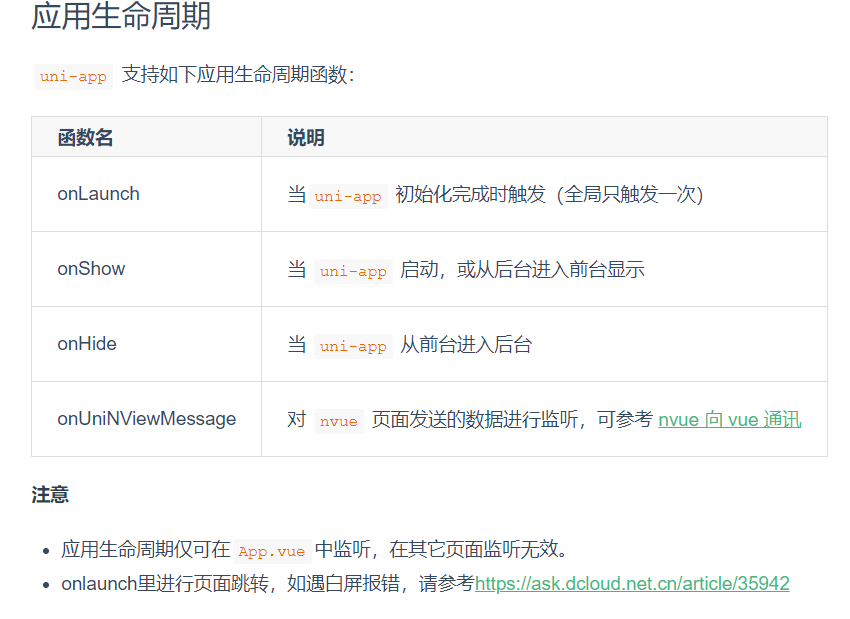 应用生命周期
uni-app 支持如下应用生命周期函数：
函数名 说明
onLaunch 当 uni-app 初始化完成时触发（全局只触发一次）
onShow 当 uni-app 启动，或从后台进入前台显示
onHide 当 uni-app 从前台进入后台
onUniNViewMessage 对 nvue 页面发送的数据进行监听，可参考 nvue 向 vue 通讯
注意
• 应用生命周期仅可在 App.vue 中监听，在其它页面监听无效。
• onlaunch里进行页面跳转，如遇白屏报错，请参考https://ask.dcloud.net.cn/article/35942